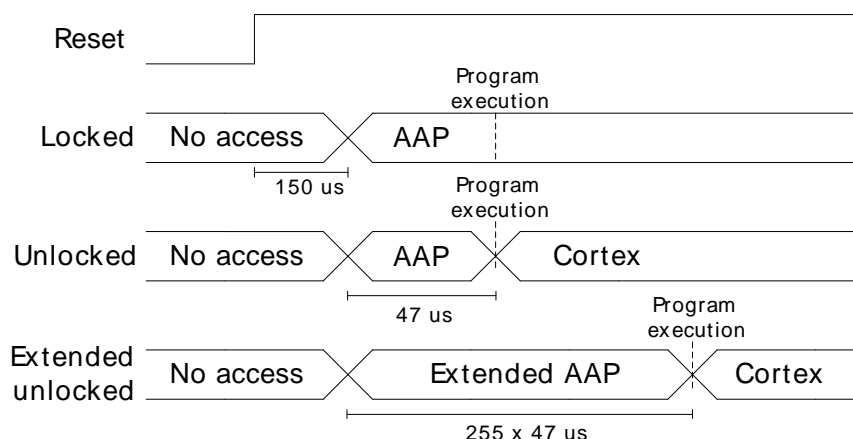 Reset
Program
execution
Locked
No access
AAP
150 us
Program
execution
Unlocked
No access
AAP
Cortex
47 us
Program
execution
Extended
unlocked
No access
Extended AAP
Cortex
255 x 47 us